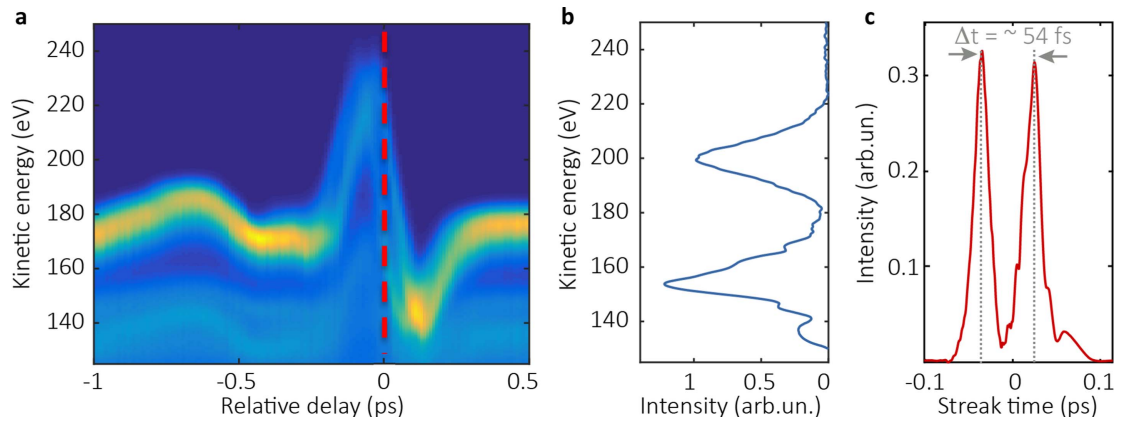 a
Kinetic energy (eV)
240
220
200
180
160
140
-1
-0.5
0
0.5
Relative delay (ps)
b
Kinetic energy (eV)
240
220
200
180
160
140
1
0.5
0
Intensity (arb.un.)
c
Δt = ~ 54 fs
Intensity (arb.un.)
0.3
0.2
0.1
-0.1
0
0.1
Streak time (ps)